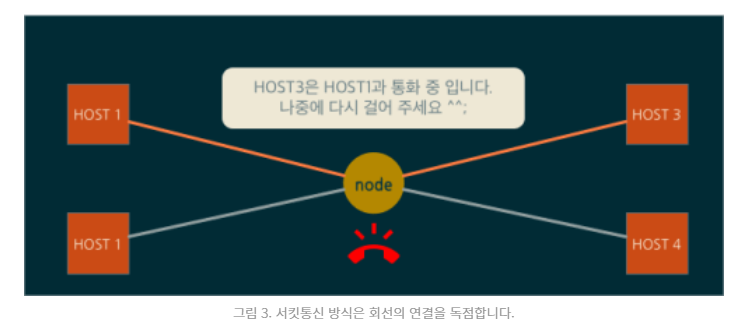 HOST3은 HOST1과 통화 중 입니다.
나중에 다시 걸어 주세요 ^^;
HOST 1
HOST 3
node
HOST 1
HOST 4
그림 3. 서킷통신 방식은 회선의 연결을 독점합니다.